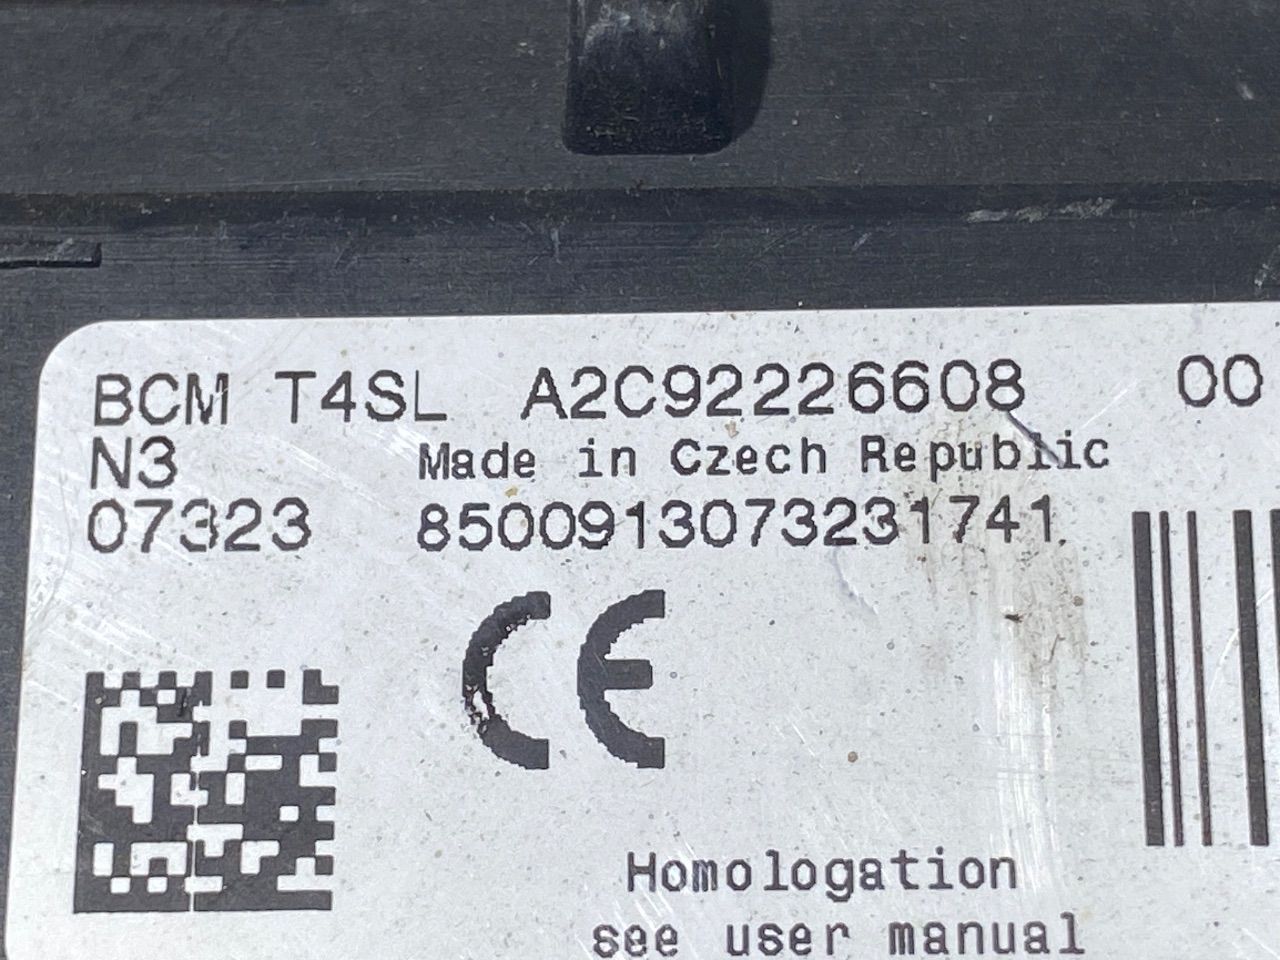 BCM T4SL A2C92226608 00
N3 Made in Czech Republic
07323 8500913073231741
CE
Homologation
see user manual